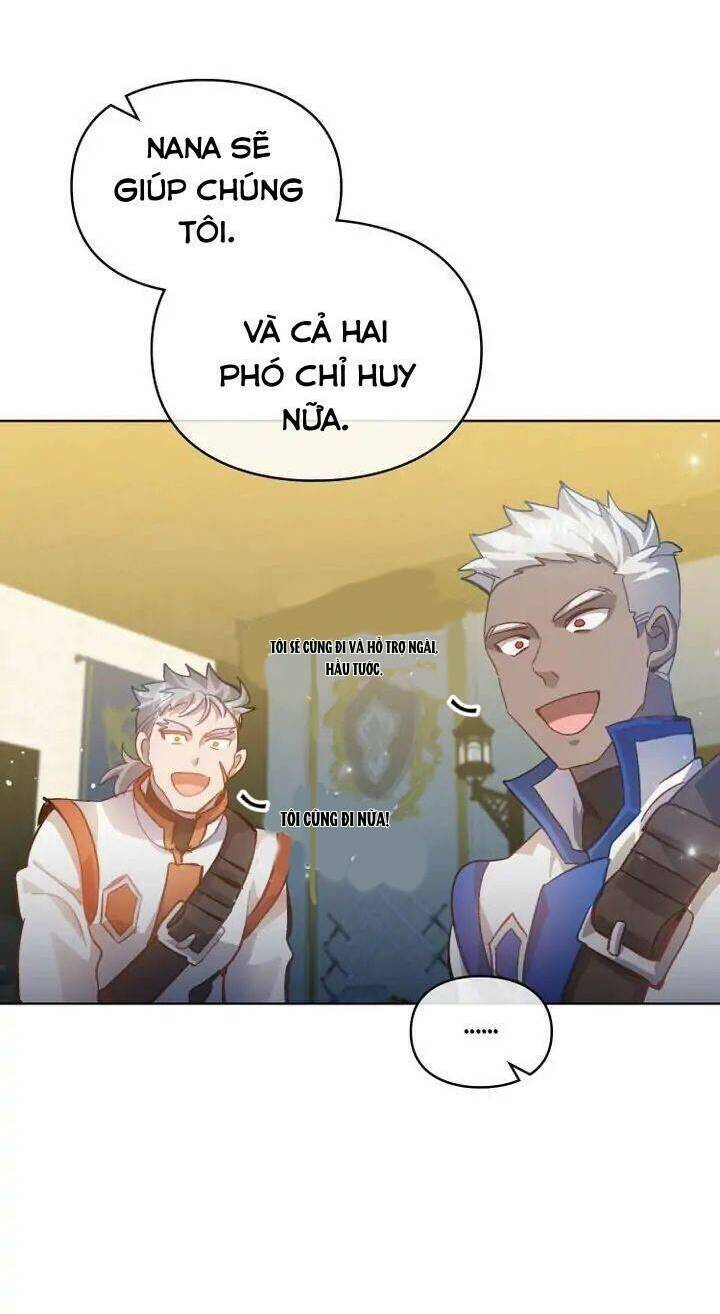 NANA SẼ
GIÚP CHÚNG
TÔI.
VÀ CẢ HAI
PHÓ CHỈ HUY
NỮA.
TÔI SẼ CÙNG ĐI VÀ HỖ TRỢ NGÀI,
HẦU TƯỚC.
TÔI CŨNG ĐI NỮA!
.......